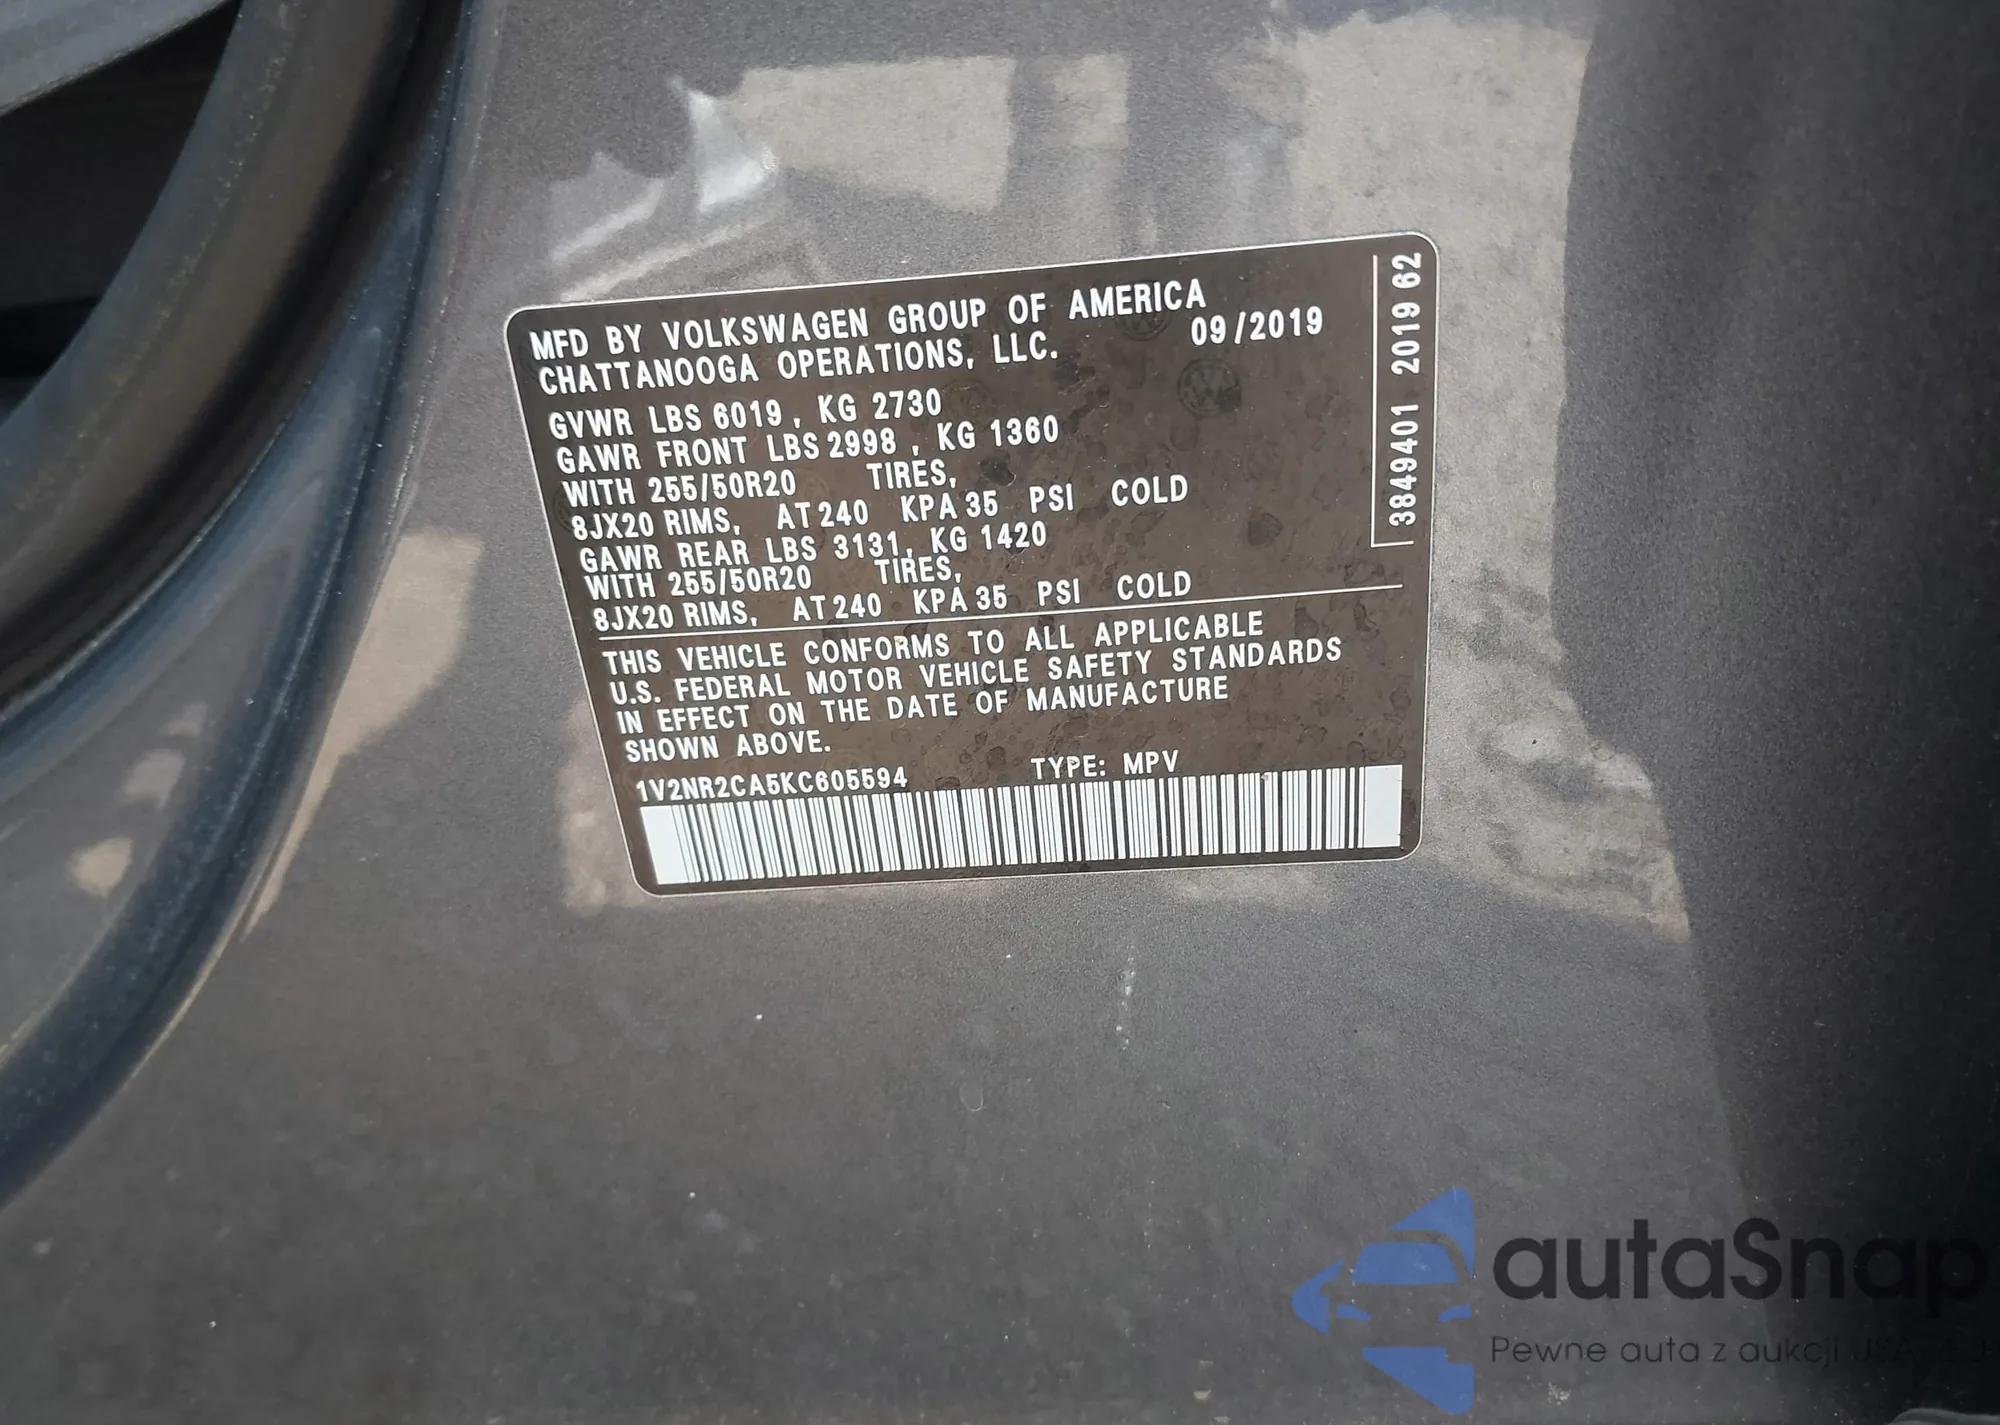 MFD BY VOLKSWAGEN GROUP OF AMERICA
CHATTANOOGA OPERATIONS, LLC. 09/2019
GVWR LBS 6019, KG 2730
GAWR FRONT LBS 2998, KG 1360
WITH 255/50R20 TIRES,
8JX20 RIMS, AT 240 KPA 35 PSI COLD
GAWR REAR LBS 3131, KG 1420
WITH 255/50R20 TIRES,
8JX20 RIMS, AT 240 KPA 35 PSI COLD
THIS VEHICLE CONFORMS TO ALL APPLICABLE
U.S. FEDERAL MOTOR VEHICLE SAFETY STANDARDS
IN EFFECT ON THE DATE OF MANUFACTURE
SHOWN ABOVE.
1V2NR2CA5KC605594 TYPE: MPV
3849401 2019 62
autaSnap
Pewne auta z aukcji USA